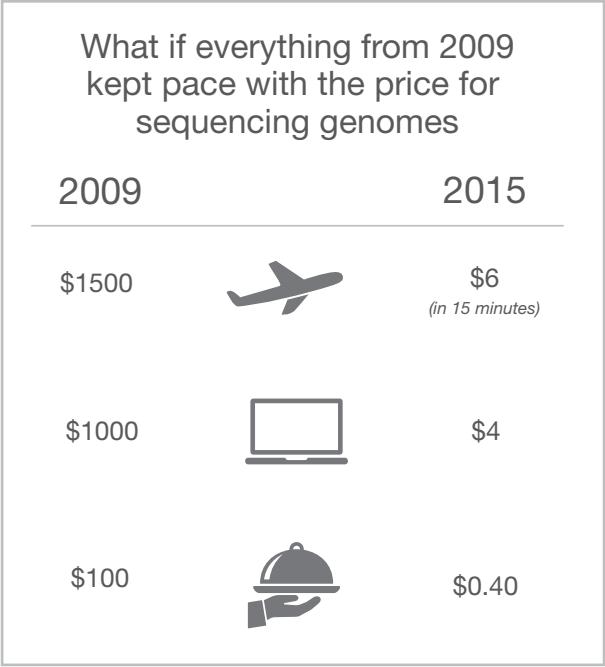 What if everything from 2009
kept pace with the price for
sequencing genomes
2009 2015
$1500 $6
(in 15 minutes)
$1000 $4
$100 $0.40